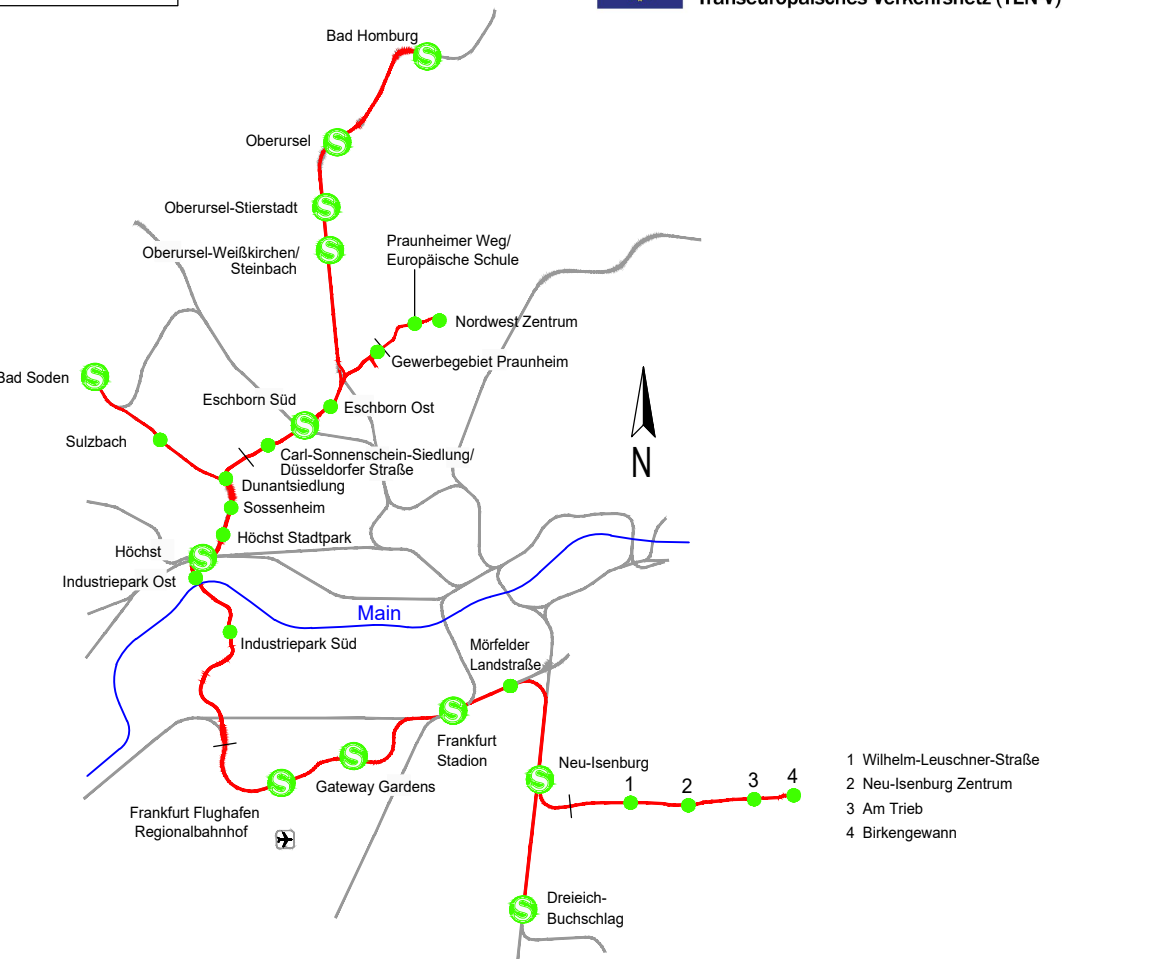 Transeuropäisches Verkehrsnetz (TEN-V)
Bad Homburg
Oberursel
Oberursel-Stierstadt
Oberursel-Weißkirchen/
Steinbach
Praunheimer Weg/
Europäische Schule
Nordwest Zentrum
Gewerbegebiet Praunheim
Bad Soden
Eschborn Süd
Eschborn Ost
Sulzbach
Carl-Sonnenschein-Siedlung/
Düsseldorfer Straße
N
Dunantsiedlung
Sossenheim
Höchst Stadtpark
Höchst
Industriepark Ost
Main
Industriepark Süd
Mörfelder
Landstraße
Frankfurt
Stadion
Gateway Gardens
Frankfurt Flughafen
Regionalbahnhof
Neu-Isenburg
1 2 3 4
1 Wilhelm-Leuschner-Straße
2 Neu-Isenburg Zentrum
3 Am Trieb
4 Birkengewann
Dreieich-
Buchschlag
S
S
S
S
S
S
S
S
S
S
S
S